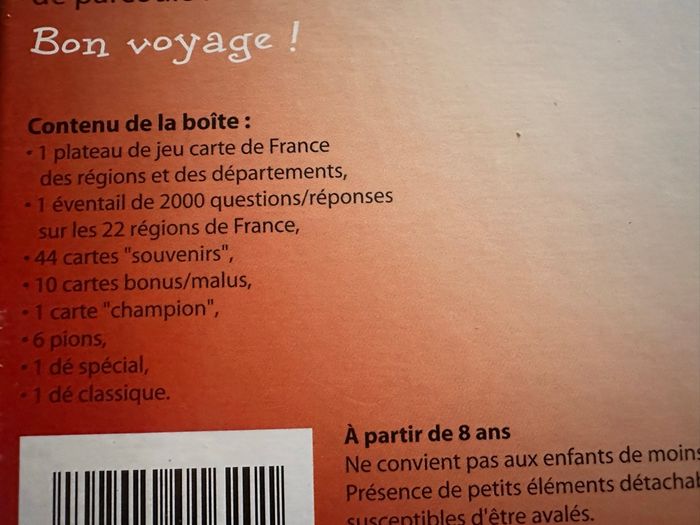 Bon voyage !
Contenu de la boîte :
• 1 plateau de jeu carte de France
des régions et des départements,
• 1 éventail de 2000 questions/réponses
sur les 22 régions de France,
• 44 cartes "souvenirs",
• 10 cartes bonus/malus,
• 1 carte "champion",
• 6 pions,
• 1 dé spécial,
• 1 dé classique.
À partir de 8 ans
Ne convient pas aux enfants de moins
Présence de petits éléments détachab
susceptibles d'être avalés.